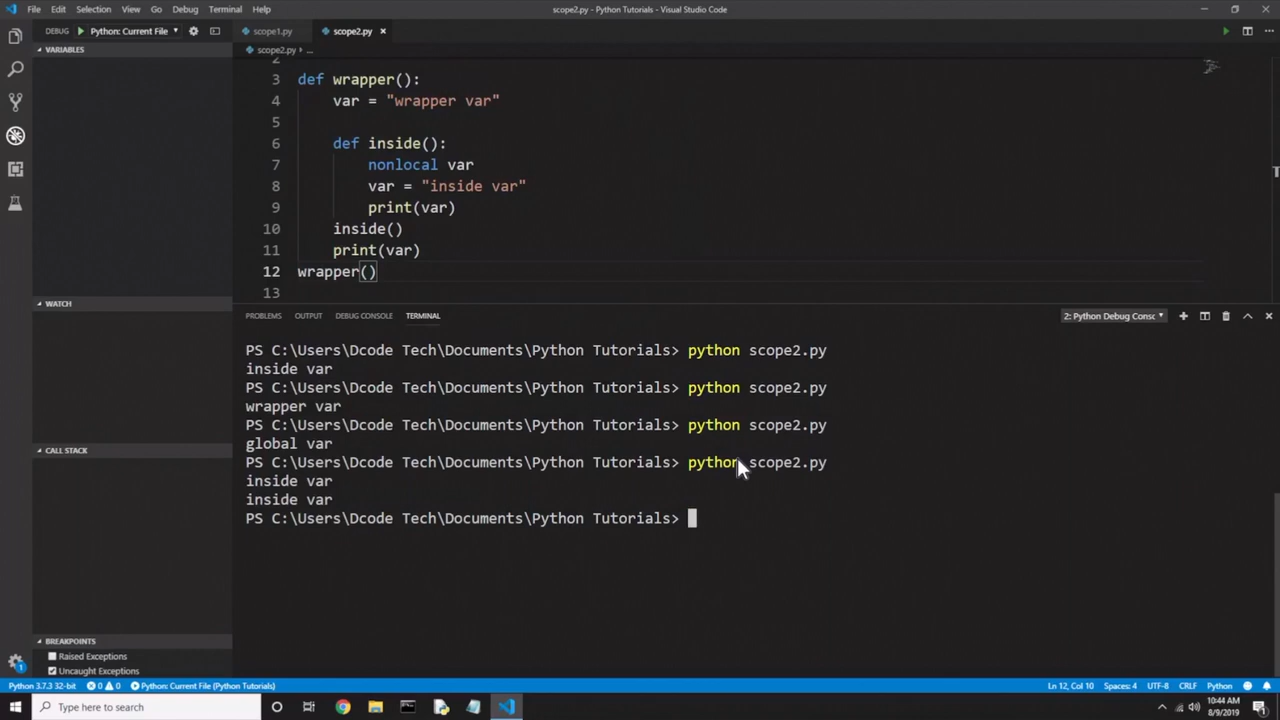 File Edit Selection View Go Debug Terminal Help
scope2.py - Python Tutorials - Visual Studio Code
DEBUG Python: Current File
scope1.py scope2.py
VARIABLES
scope2.py > ...
2
3 def wrapper():
4 var = "wrapper var"
5
6 def inside():
7 nonlocal var
8 var = "inside var"
9 print(var)
10 inside()
11 print(var)
12 wrapper()
13
WATCH
PROBLEMS OUTPUT DEBUG CONSOLE TERMINAL
2: Python Debug Consc
PS C:\Users\Dcode Tech\Documents\Python Tutorials> python scope2.py
inside var
PS C:\Users\Dcode Tech\Documents\Python Tutorials> python scope2.py
wrapper var
PS C:\Users\Dcode Tech\Documents\Python Tutorials> python scope2.py
global var
PS C:\Users\Dcode Tech\Documents\Python Tutorials> python scope2.py
inside var
inside var
PS C:\Users\Dcode Tech\Documents\Python Tutorials>
CALL STACK
BREAKPOINTS
Raised Exceptions
Uncaught Exceptions
1
Python 3.7.3 32-bit 0 0 Python: Current File (Python Tutorials)
Ln 12, Col 10 Spaces: 4 UTF-8 CRLF Python
Type here to search
10:44 AM
8/9/2019
1